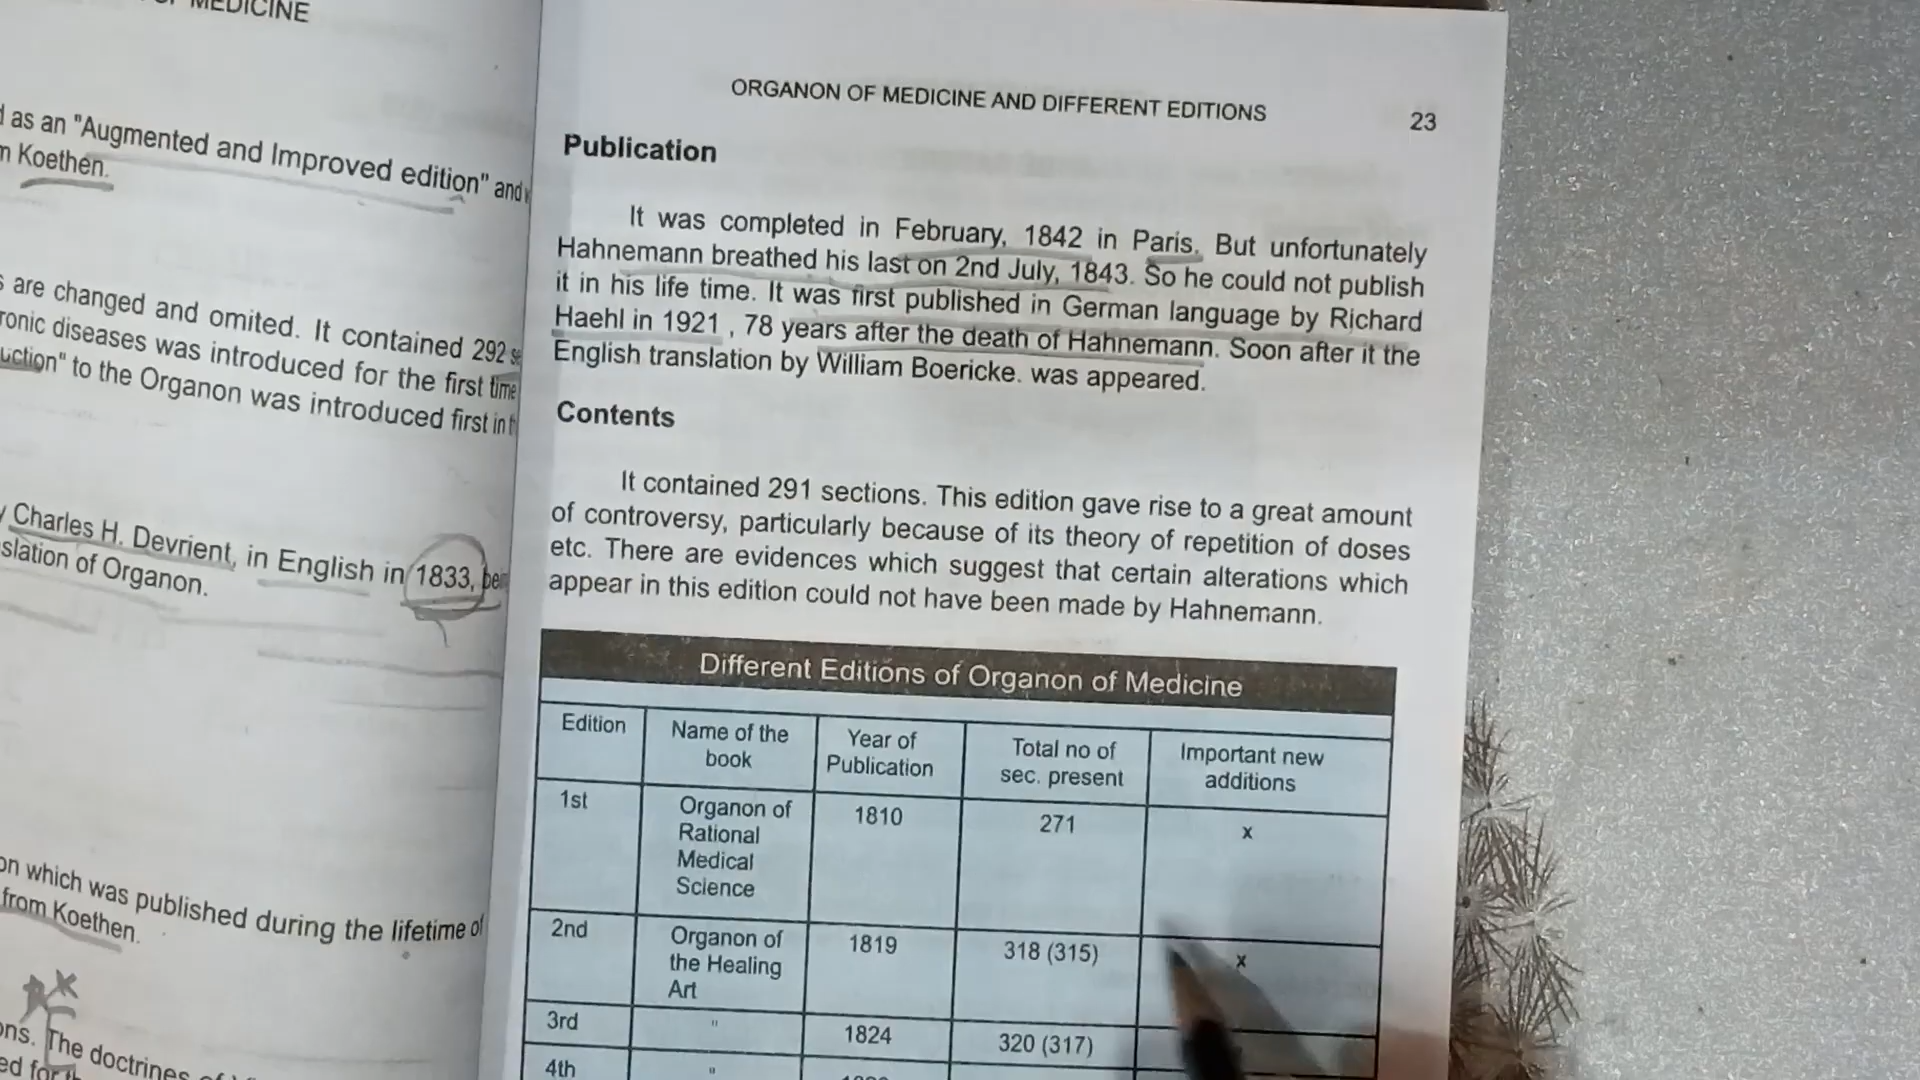 MEDICINE
as an "Augmented and Improved edition" and
Koethen.
are changed and omitted. It contained 292
diseases was introduced for the first time
to the Organon was introduced first in
Charles H. Devrient, in English in 1833,
of Organon.
which was published during the lifetime of
from Koethen.
The doctrines
ORGANON OF MEDICINE AND DIFFERENT EDITIONS
23
Publication
It was completed in February, 1842 in Paris. But unfortunately
Hahnemann breathed his last on 2nd July, 1843. So he could not publish
it in his life time. It was first published in German language by Richard
Haehl in 1921 , 78 years after the death of Hahnemann. Soon after it the
English translation by William Boericke. was appeared.
Contents
It contained 291 sections. This edition gave rise to a great amount
of controversy, particularly because of its theory of repetition of doses
etc. There are evidences which suggest that certain alterations which
appear in this edition could not have been made by Hahnemann.
Different Editions of Organon of Medicine
Edition
Name of the
book
Year of
Publication
Total no of
sec. present
Important new
additions
1st
Organon of
Rational
Medical
Science
1810
271
x
2nd
Organon of
the Healing
Art
1819
318 (315)
x
3rd
"
1824
320 (317)
4th
"